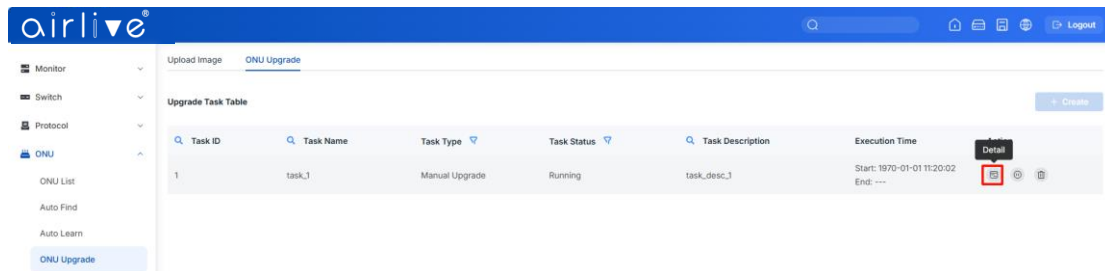 airlive®
Logout
Monitor
Switch
Protocol
ONU
ONU List
Auto Find
Auto Learn
ONU Upgrade
Upload Image ONU Upgrade
Upgrade Task Table
+ Create
Task ID Task Name Task Type Task Status Task Description Execution Time
Detail
1 task_1 Manual Upgrade Running task_desc_1 Start: 1970-01-01 11:20:02
End: ---